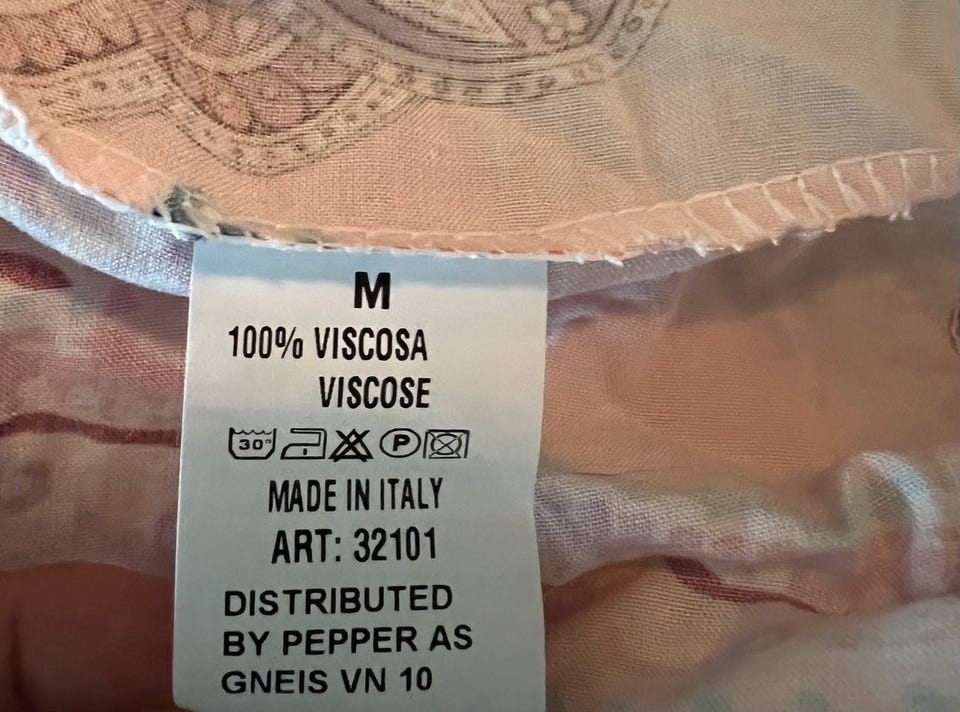 M
100% VISCOSA
VISCOSE
30° P
MADE IN ITALY
ART: 32101
DISTRIBUTED
BY PEPPER AS
GNEIS VN 10